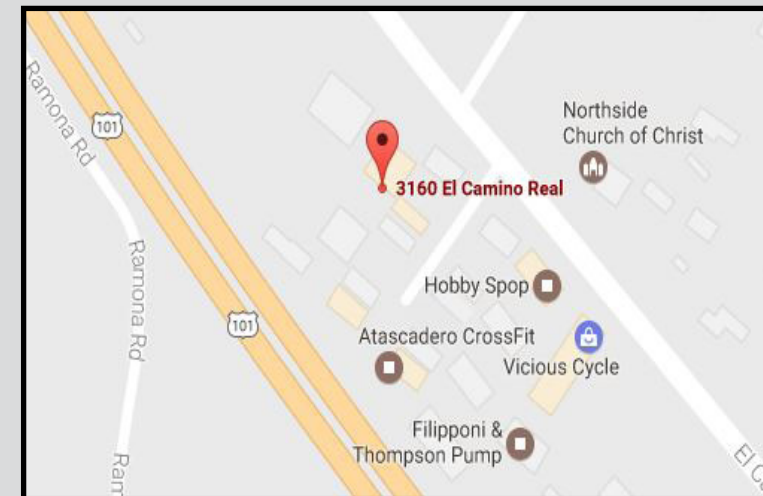 Ramona Rd
101
Northside
Church of Christ
3160 El Camino Real
Ramona Rd
Hobby Spop
101
Atascadero CrossFit
Vicious Cycle
Filipponi &
Thompson Pump
Ram
El Ca